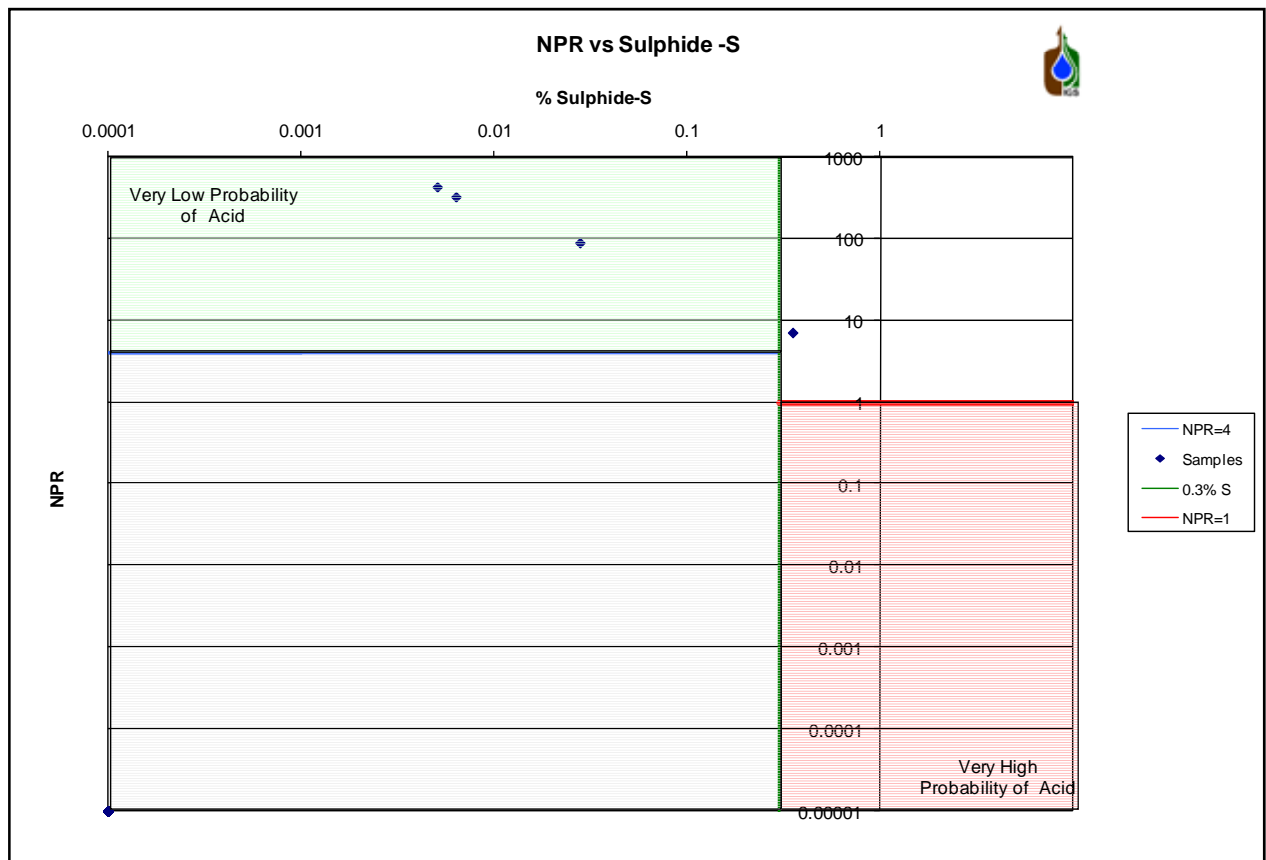 NPR vs Sulphide -S
IGS
% Sulphide-S
0.0001 0.001 0.01 0.1 1
1000
Very Low Probability
of Acid
100
10
1
NPR=4
Samples
0.3% S
NPR=1
NPR
0.1
0.01
0.001
0.0001
Very High
Probability of Acid
0.00001